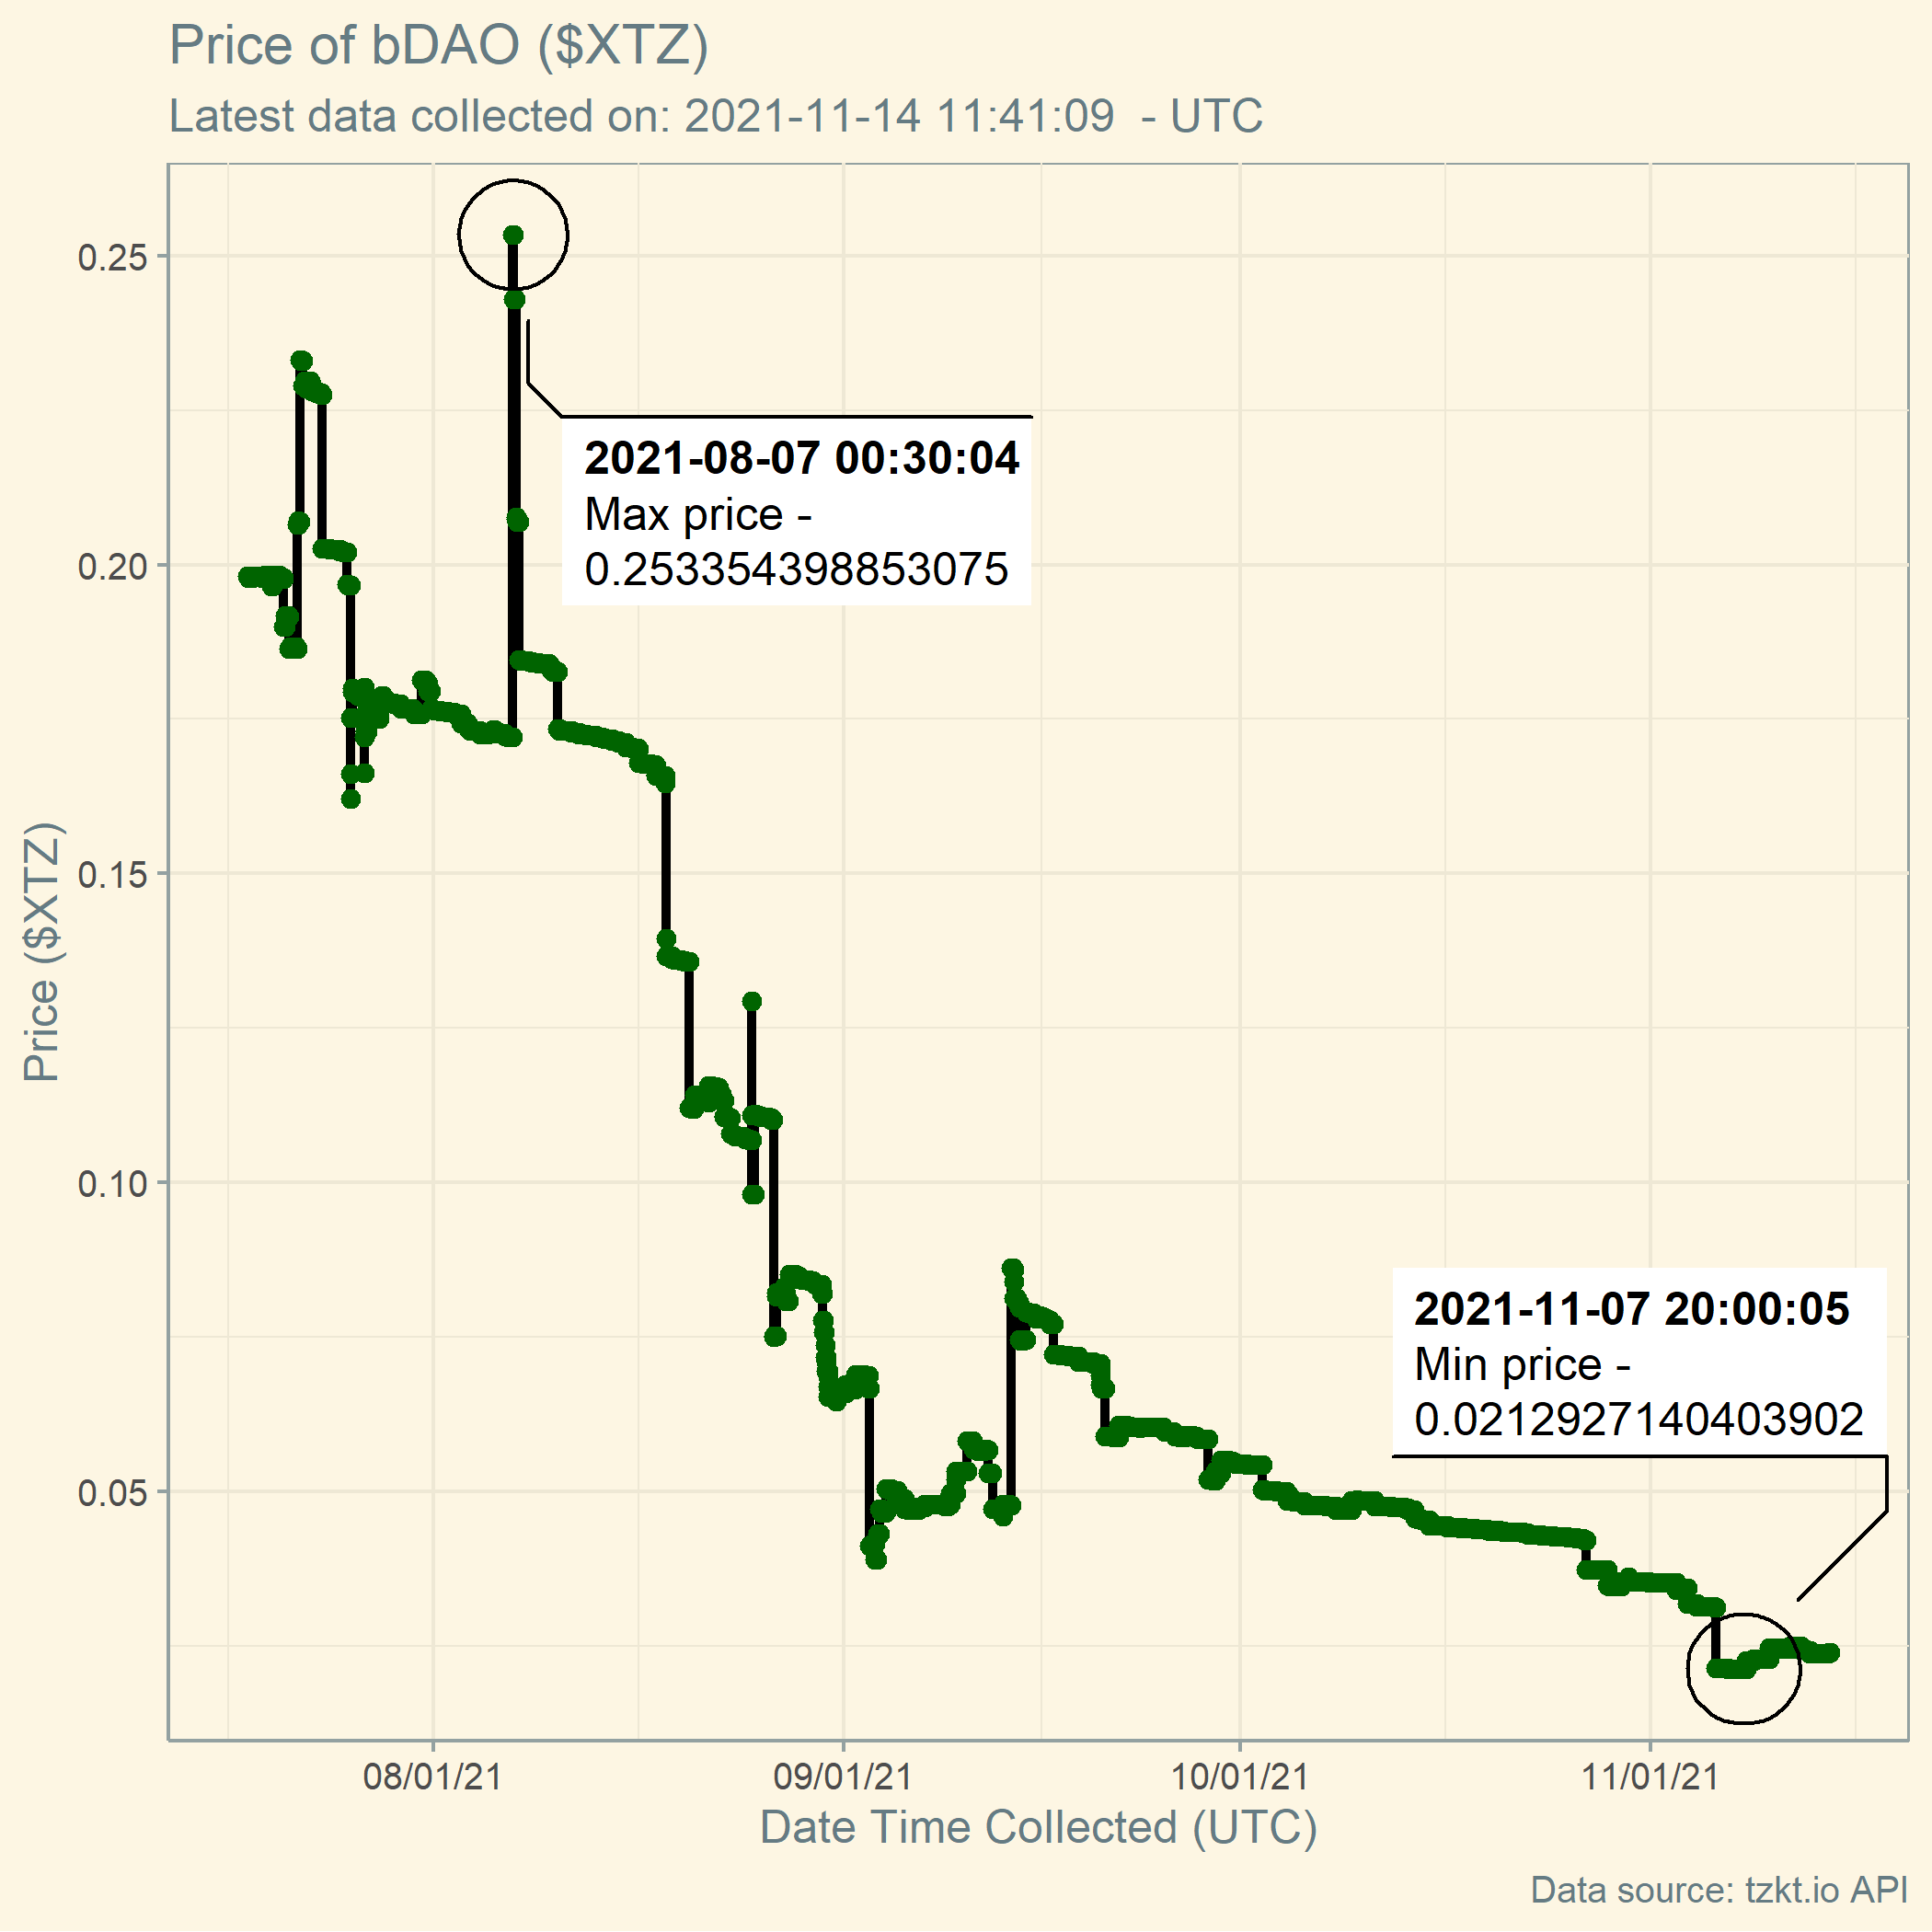 Price of bDAO ($XTZ)
Latest data collected on: 2021-11-14 11:41:09  - UTC
Price ($XTZ)
0.25
0.20
0.15
0.10
0.05
2021-08-07 00:30:04
Max price -
0.253354398853075
2021-11-07 20:00:05
Min price -
0.0212927140403902
08/01/21
09/01/21
10/01/21
11/01/21
Date Time Collected (UTC)
Data source: tzkt.io API